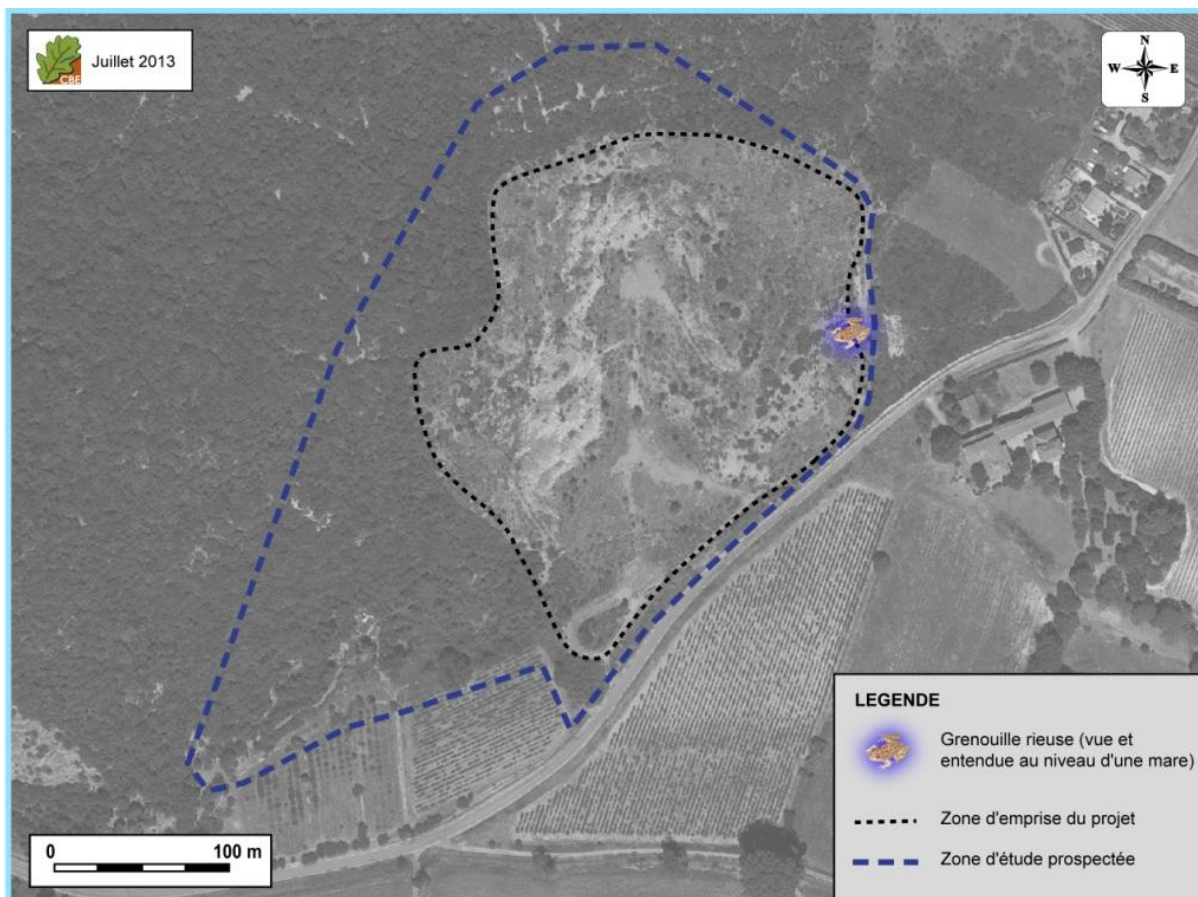 CBE
Juillet 2013
N
W E
S
LEGENDE
Grenouille rieuse (vue et
entendue au niveau d'une mare)
Zone d'emprise du projet
Zone d'étude prospectée
0 100 m